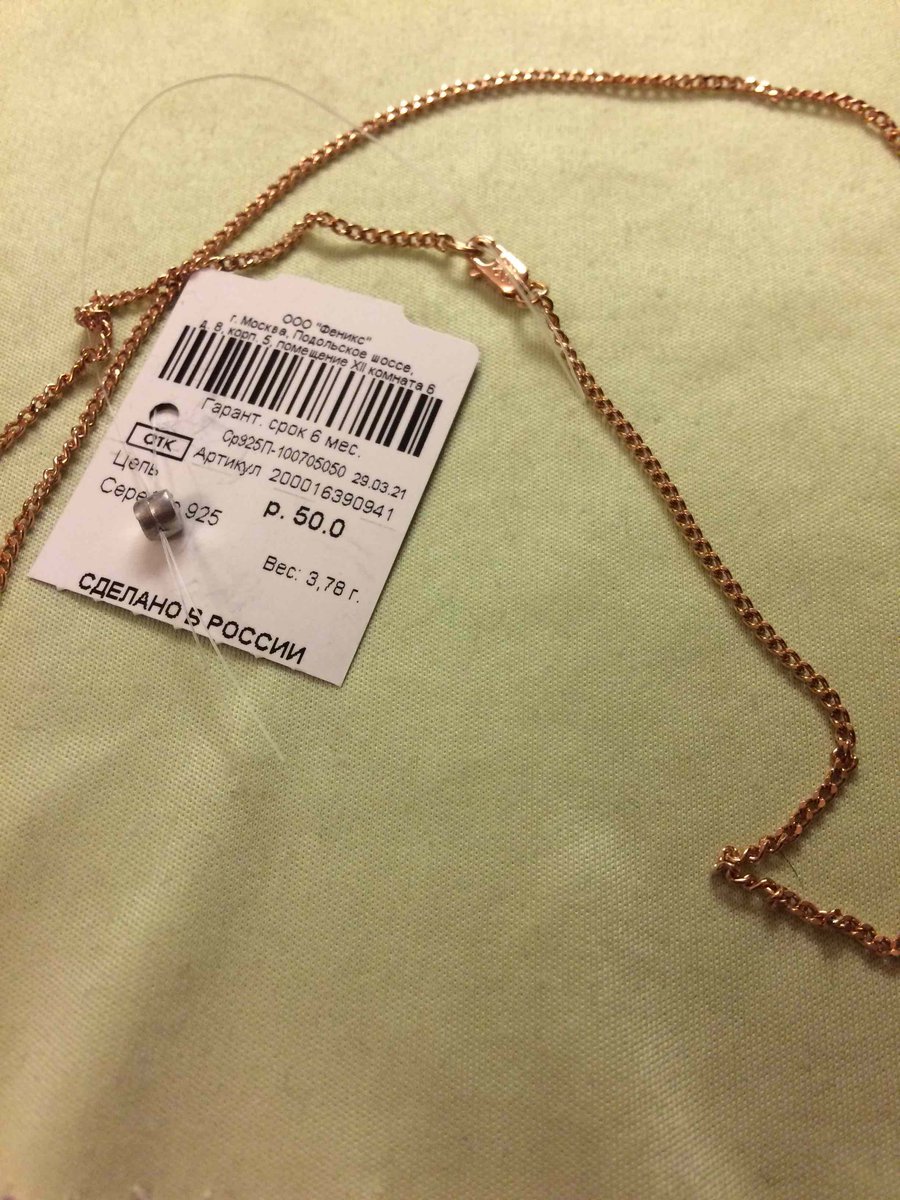 ООО "Феникс"
г. Москва, Подольское шоссе,
д. 8, корп. 5, помещение XII комната 6
Гарант. срок 6 мес.
Ср925П-100705050 29.03.21
ОТК
Артикул 200016390941
Цепь
925
р. 50.0
Вес: 3,78 г.
СДЕЛАНО В РОССИИ